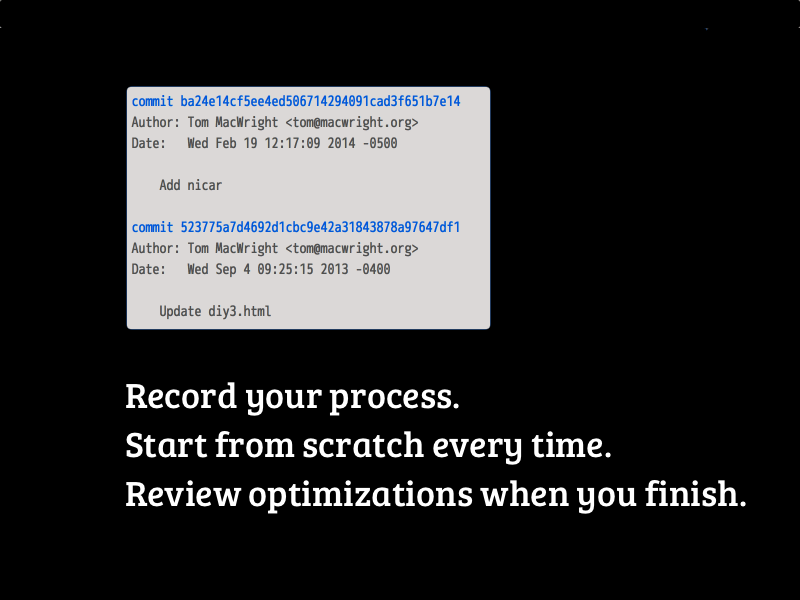 commit ba24e14cf5ee4ed506714294091cad3f651b7e14
Author: Tom MacWright <tom@macwright.org>
Date:   Wed Feb 19 12:17:09 2014 -0500
    Add nicar
commit 523775a7d4692d1cbc9e42a31843878a97647df1
Author: Tom MacWright <tom@macwright.org>
Date:   Wed Sep 4 09:25:15 2013 -0400
    Update diy3.html
Record your process.
Start from scratch every time.
Review optimizations when you finish.